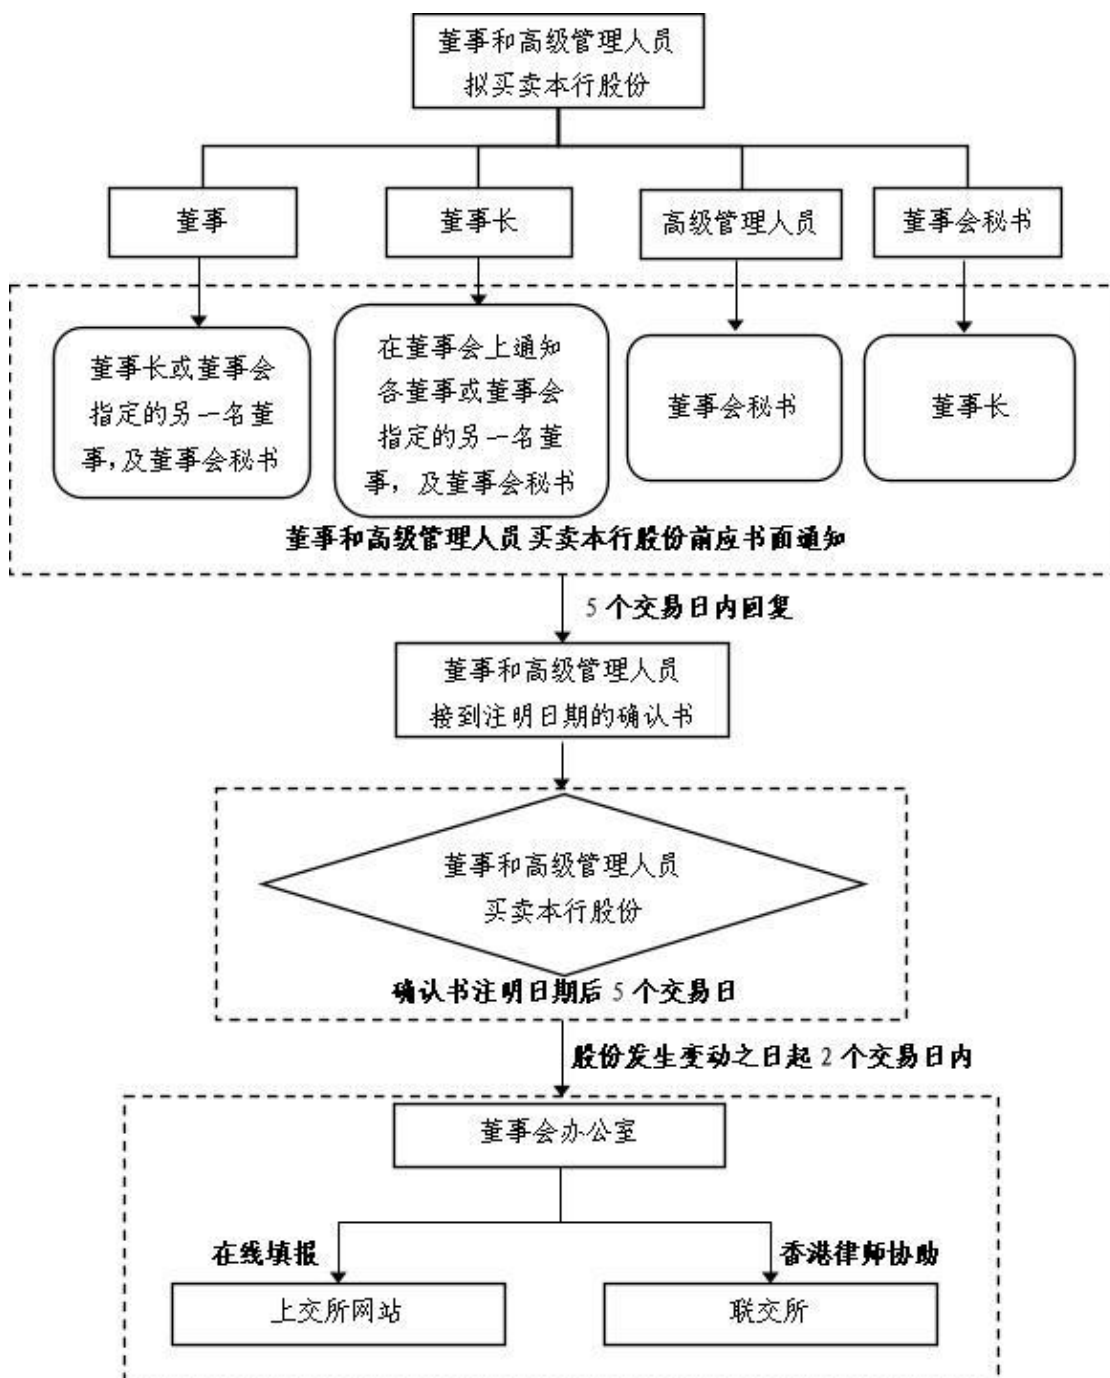 董事和高级管理人员
拟买卖本行股份
董事
董事长
高级管理人员
董事会秘书
董事长或董事会
指定的另一名董
事,及董事会秘书
在董事会上通知
各董事或董事会
指定的另一名董
事，及董事会秘书
董事会秘书
董事长
董事和高级管理人员买卖本行股份前应书面通知
5 个交易日内回复
董事和高级管理人员
接到注明日期的确认书
董事和高级管理人员
买卖本行股份
确认书注明日期后 5 个交易日
股份发生变动之日起 2 个交易日内
董事会办公室
在线填报
香港律师协助
上交所网站
联交所